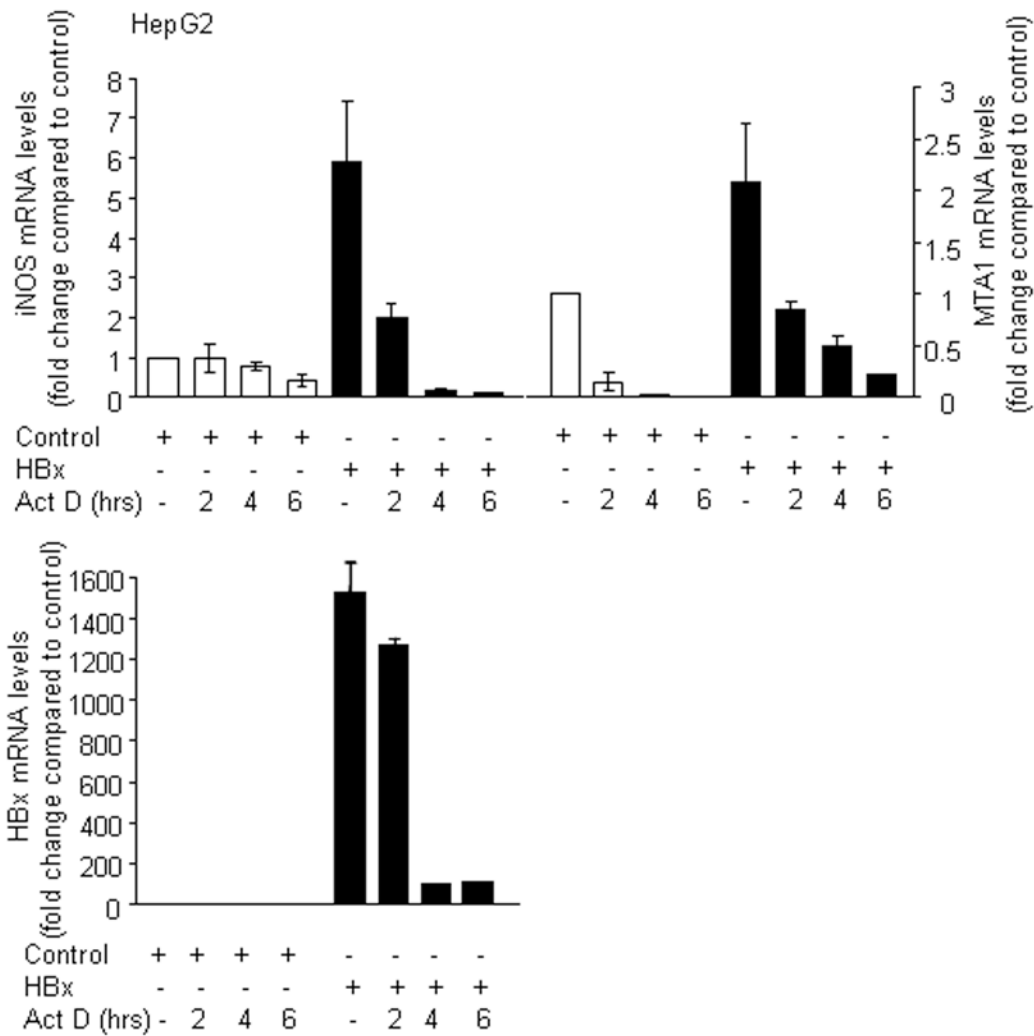 HepG2
iNOS mRNA levels
(fold change compared to control)
8
7
6
5
4
3
2
1
0
3
2.5
2
1.5
1
0.5
0
MTA1 mRNA levels
(fold change compared to control)
Control + + + + - - - - + + + + - - - -
HBx - - - - + + + + - - - - + + + +
Act D (hrs) - 2 4 6 - 2 4 6 - 2 4 6 - 2 4 6
HBx mRNA levels
(fold change compared to control)
1600
1400
1200
1000
800
600
400
200
0
Control + + + + - - - -
HBx - - - - + + + +
Act D (hrs) - 2 4 6 - 2 4 6